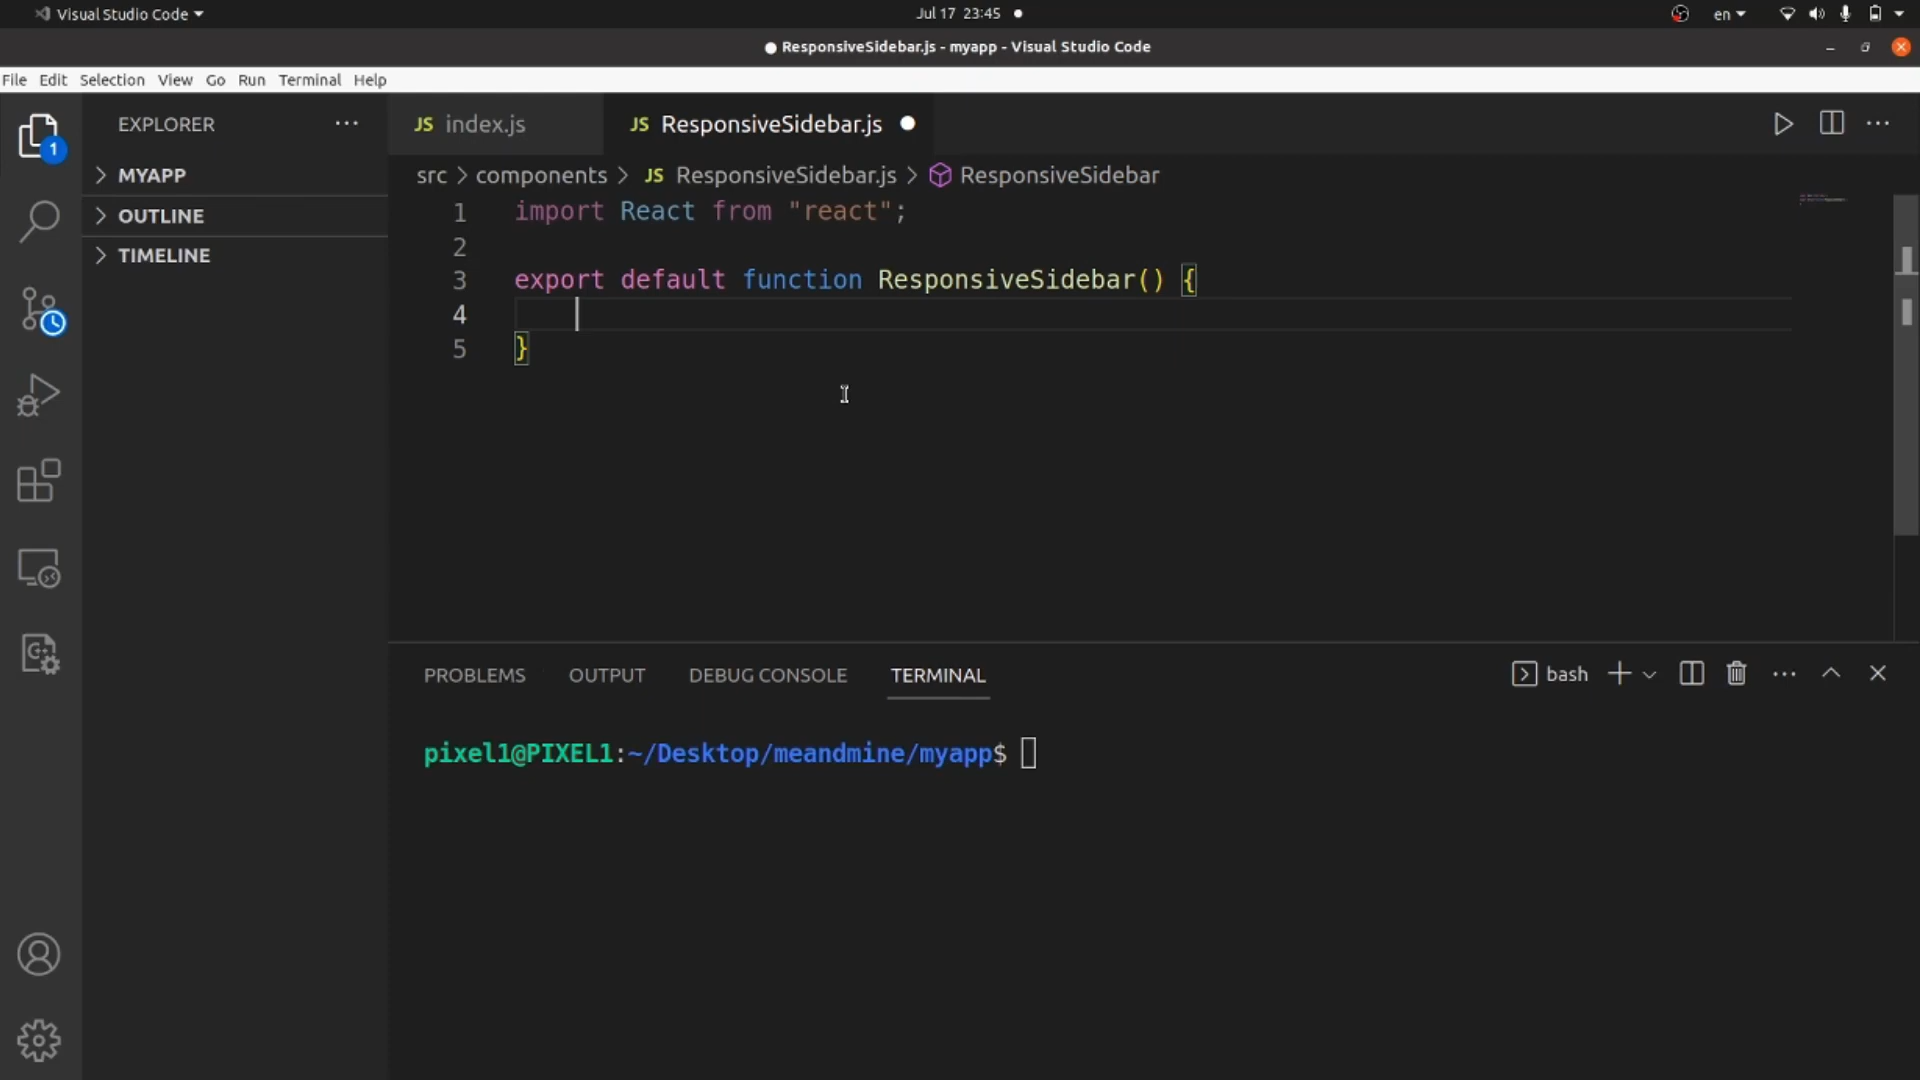 Visual Studio Code
Jul 17 23:45
en
ResponsiveSidebar.js - myapp - Visual Studio Code
File Edit Selection View Go Run Terminal Help
1
EXPLORER
MYAPP
OUTLINE
TIMELINE
JS index.js
JS ResponsiveSidebar.js
src > components > JS ResponsiveSidebar.js > ResponsiveSidebar
1 import React from "react";
2
3 export default function ResponsiveSidebar() {
4
5 }
PROBLEMS OUTPUT DEBUG CONSOLE TERMINAL
bash
pixel1@PIXEL1:~/Desktop/meandmine/myapp$